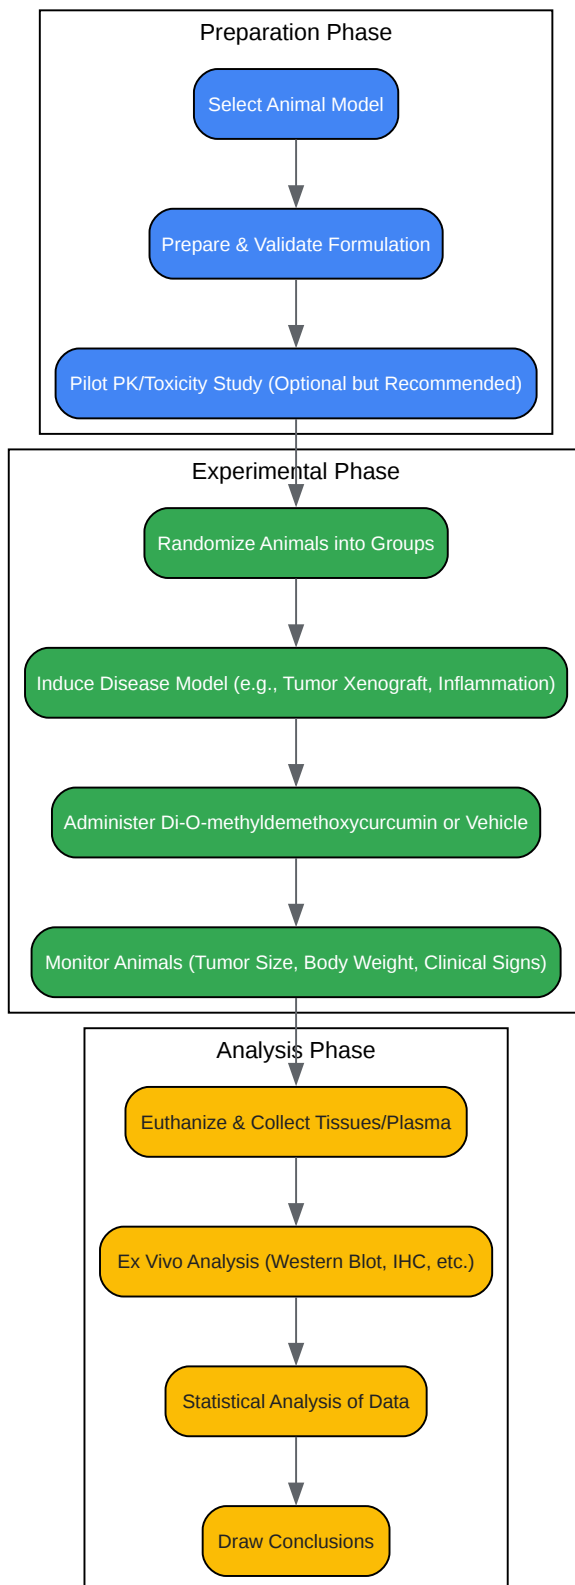 Preparation Phase
Select Animal Model
Prepare & Validate Formulation
Pilot PK/Toxicity Study (Optional but Recommended)
Experimental Phase
Randomize Animals into Groups
Induce Disease Model (e.g., Tumor Xenograft, Inflammation)
Administer Di-O-methyldemethoxycurcumin or Vehicle
Monitor Animals (Tumor Size, Body Weight, Clinical Signs)
Analysis Phase
Euthanize & Collect Tissues/Plasma
Ex Vivo Analysis (Western Blot, IHC, etc.)
Statistical Analysis of Data
Draw Conclusions